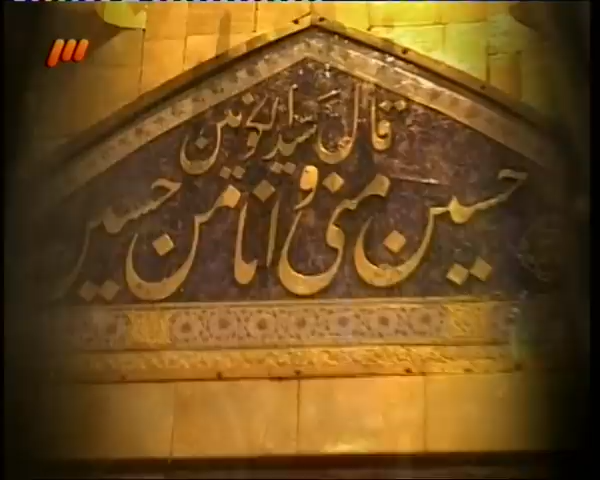 قال سید الکونین
حسین منی و انا من حسین